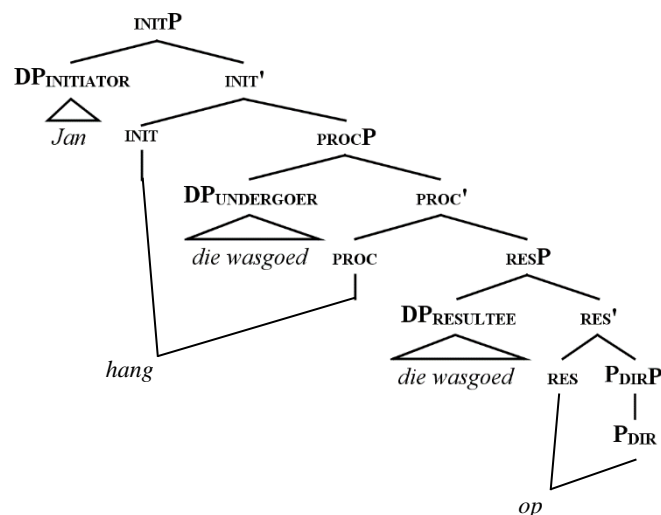 INITP
DPINITIATOR INIT'
Jan INIT PROCP
DPUNDERGOER PROC'
die wasgoed PROC RESP
DPRESULTEE RES'
hang die wasgoed RES PDIRP
PDIR
op